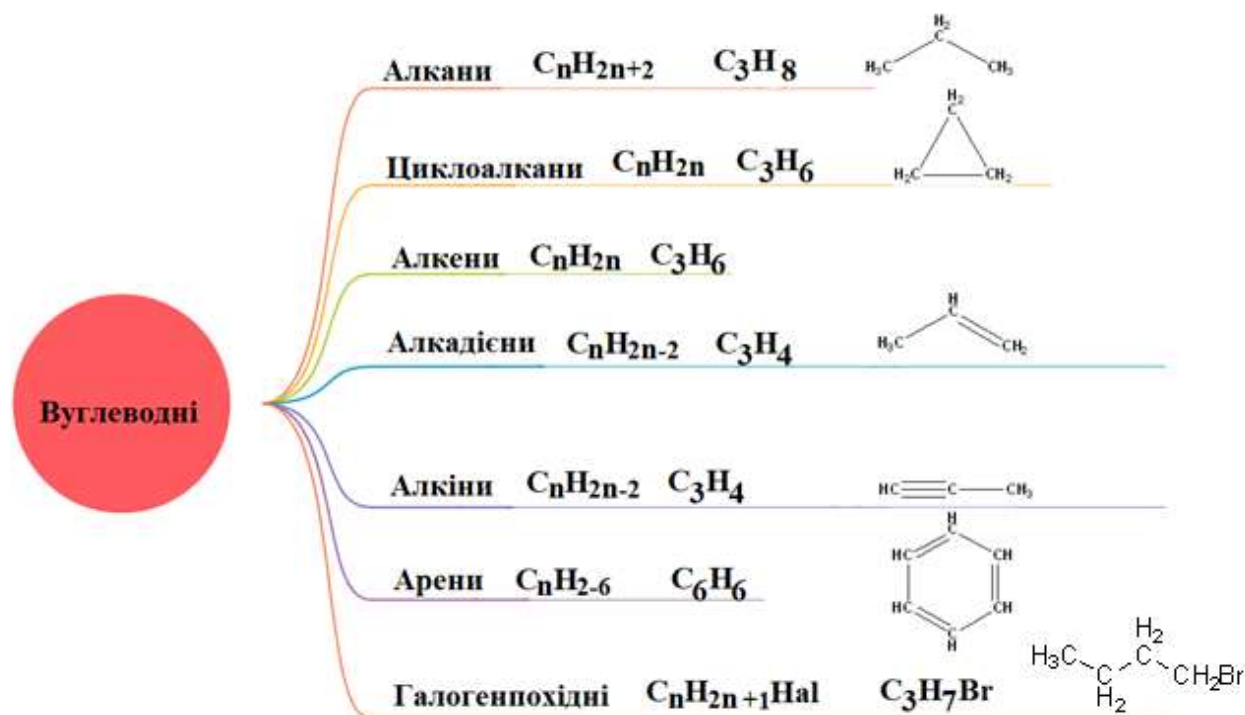 H₂
C
H₃C CH₃
Алкани CnH2n+2 C₃H₈
H₂
C
H₂C CH₂
Циклоалкани CnH2n C₃H₆
Алкени CnH2n C₃H₆
H
C
H₃C CH₂
Алкадієни CnH2n-2 C₃H₄
Вуглеводні
Алкіни CnH2n-2 C₃H₄ HC C CH₃
H
C
HC CH
Арени CnH2-6 C₆H₆
HC CH
C
H
H₂
H₃C C
C CH₂Br
H₂
Галогенпохідні CnH2n+1Hal C₃H₇Br